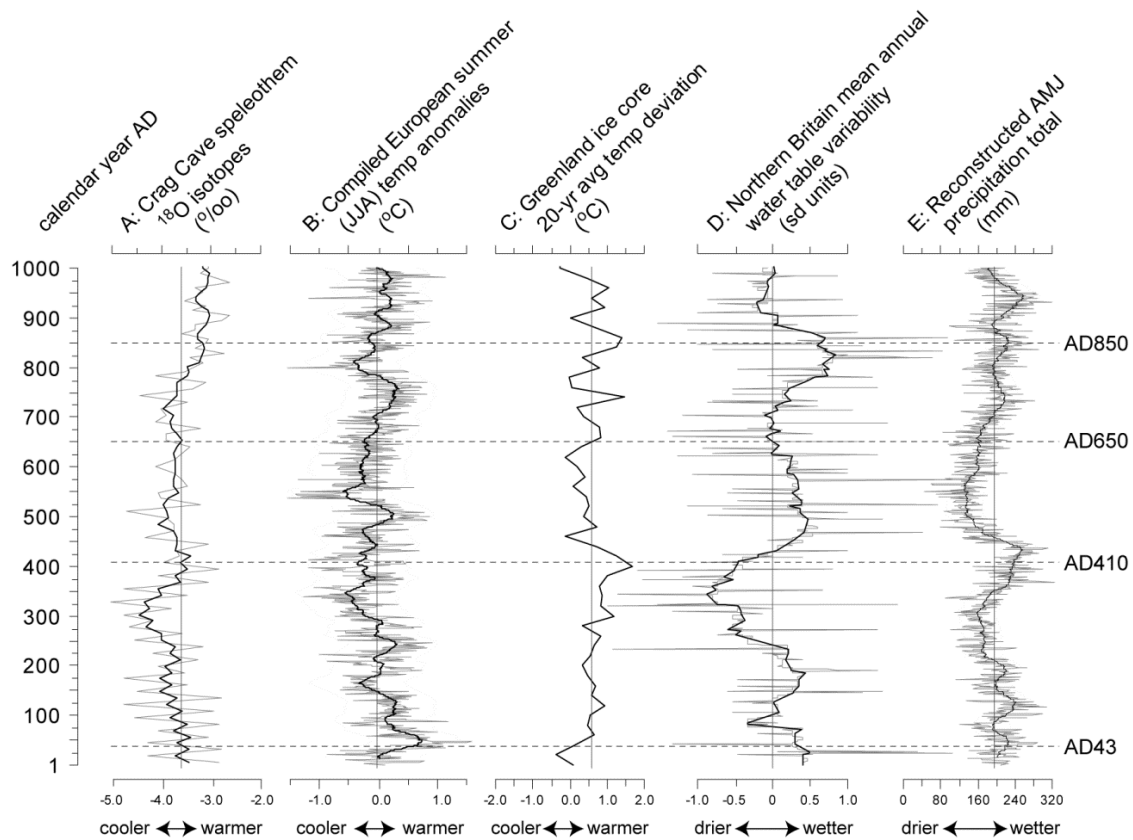 calendar year AD
A: Crag Cave speleothem
18O isotopes
(o/oo)
B: Compiled European summer
(JJA) temp anomalies
(ºC)
C: Greenland ice core
20-yr avg temp deviation
(ºC)
D: Northern Britain mean annual
water table variability
(sd units)
E: Reconstructed AMJ
precipitation total
(mm)
1000
900
AD850
800
700
AD650
600
500
AD410
400
300
200
100
AD43
1
-5.0 -4.0 -3.0 -2.0 -1.0 0.0 1.0 -2.0 -1.0 0.0 1.0 2.0 -1.0 -0.5 0 0.5 1.0 0 80 160 240 320
cooler warmer cooler warmer cooler warmer drier wetter drier wetter